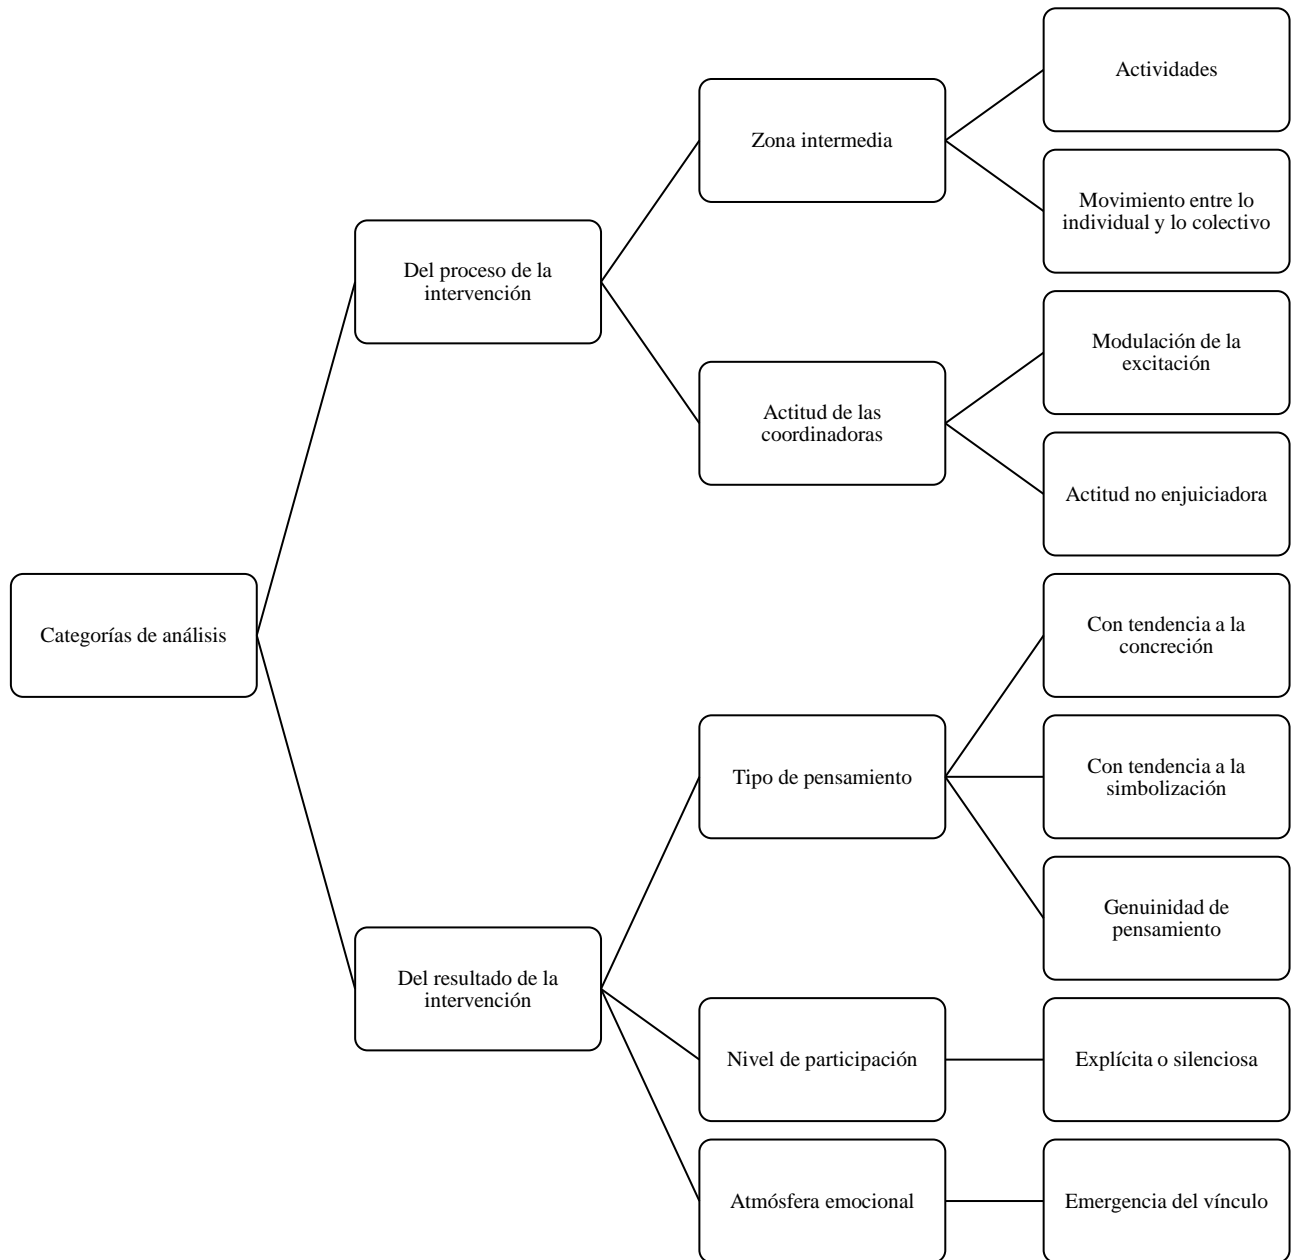 Actividades
Zona intermedia
Movimiento entre lo
individual y lo colectivo
Del proceso de la
intervención
Modulación de la
excitación
Actitud de las
coordinadoras
Actitud no enjuiciadora
Categorías de análisis
Con tendencia a la
concreción
Tipo de pensamiento
Con tendencia a la
simbolización
Genuinidad de
pensamiento
Del resultado de la
intervención
Nivel de participación
Explícita o silenciosa
Atmósfera emocional
Emergencia del vínculo